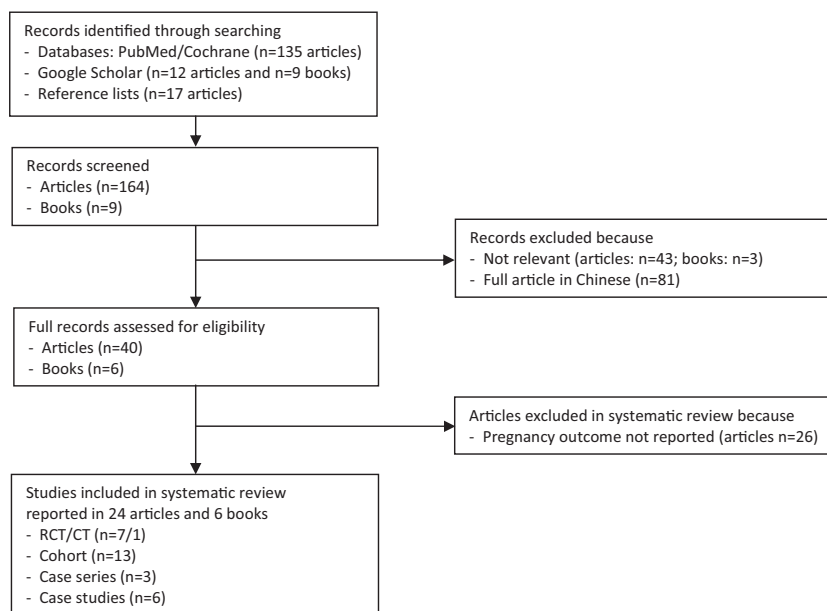 Records identified through searching
- Databases: PubMed/Cochrane (n=135 articles)
- Google Scholar (n=12 articles and n=9 books)
- Reference lists (n=17 articles)
Records screened
- Articles (n=164)
- Books (n=9)
Records excluded because
- Not relevant (articles: n=43; books: n=3)
- Full article in Chinese (n=81)
Full records assessed for eligibility
- Articles (n=40)
- Books (n=6)
Articles excluded in systematic review because
- Pregnancy outcome not reported (articles n=26)
Studies included in systematic review
reported in 24 articles and 6 books
- RCT/CT (n=7/1)
- Cohort (n=13)
- Case series (n=3)
- Case studies (n=6)